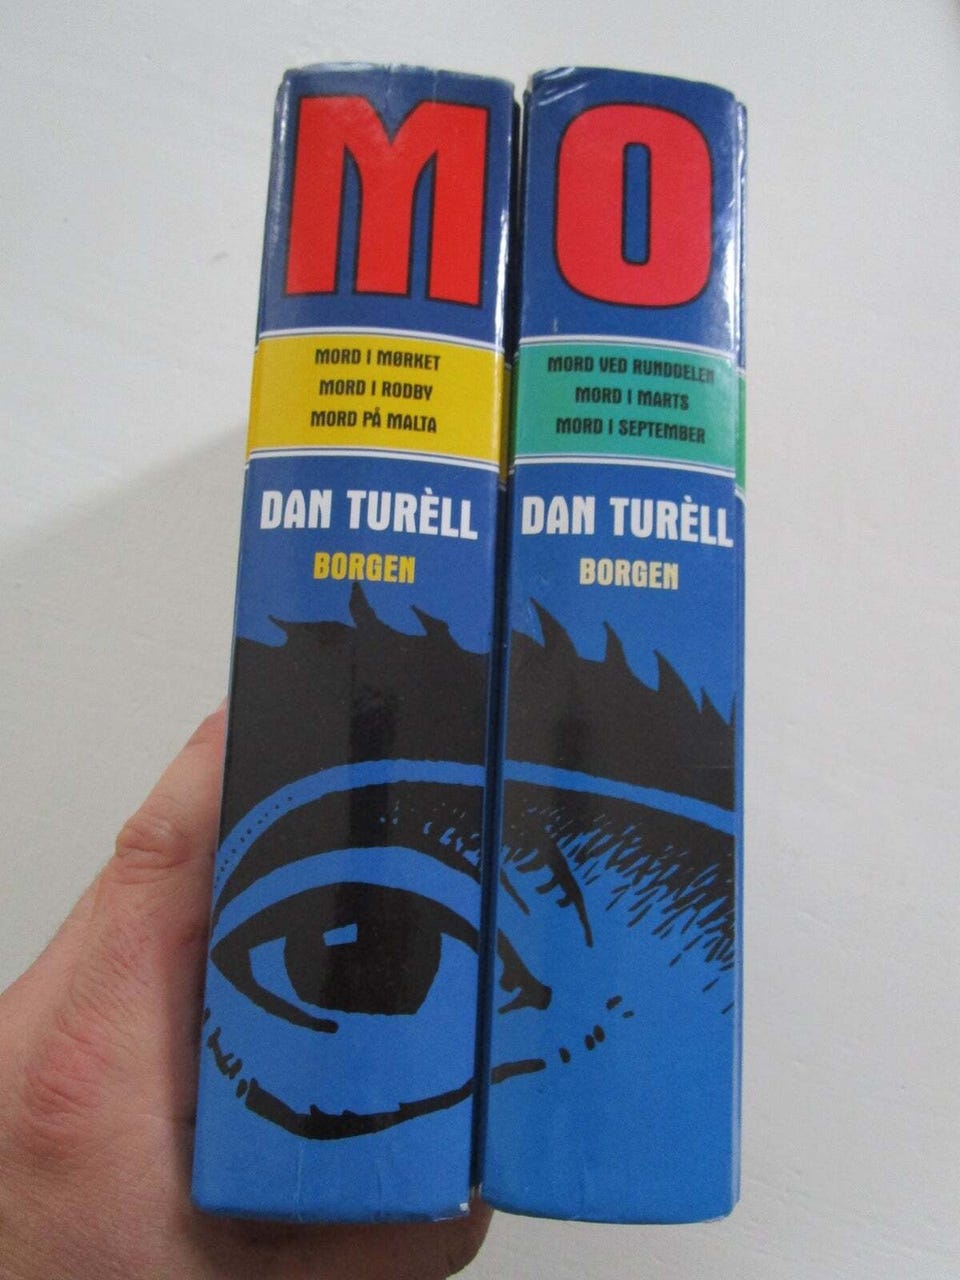 M
MORD I MØRKET
MORD I RODBY
MORD PÅ MALTA
DAN TURÈLL
BORGEN
O
MORD VED RUNDDELEN
MORD I MARTS
MORD I SEPTEMBER
DAN TURÈLL
BORGEN